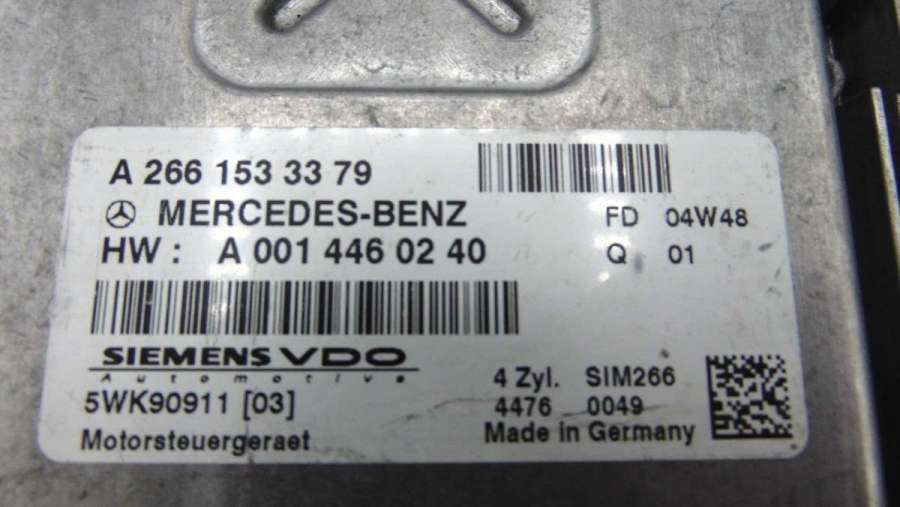 A 266 153 33 79
MERCEDES-BENZ FD 04W48
HW : A 001 446 02 40 Q 01
SIEMENS VDO
Automotive
5WK90911 [03] 4 Zyl. SIM266
4476 0049
Motorsteuergeraet Made in Germany